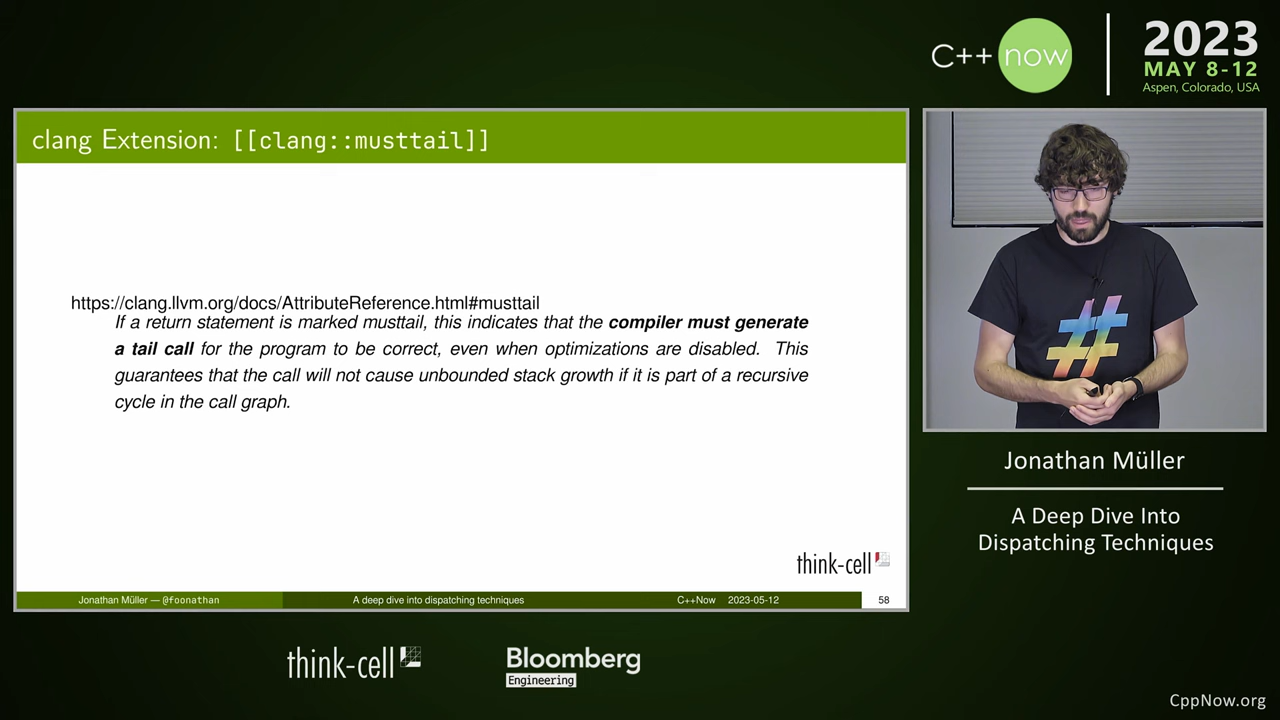 C++ now
2023
MAY 8-12
Aspen, Colorado, USA
clang Extension: [[clang::musttail]]
https://clang.llvm.org/docs/AttributeReference.html#musttail
If a return statement is marked musttail, this indicates that the compiler must generate
a tail call for the program to be correct, even when optimizations are disabled. This
guarantees that the call will not cause unbounded stack growth if it is part of a recursive
cycle in the call graph.
think-cell
Jonathan Müller — @foonathan
A deep dive into dispatching techniques
C++Now 2023-05-12
58
#
Jonathan Müller
A Deep Dive Into
Dispatching Techniques
think-cell
Bloomberg
Engineering
CppNow.org